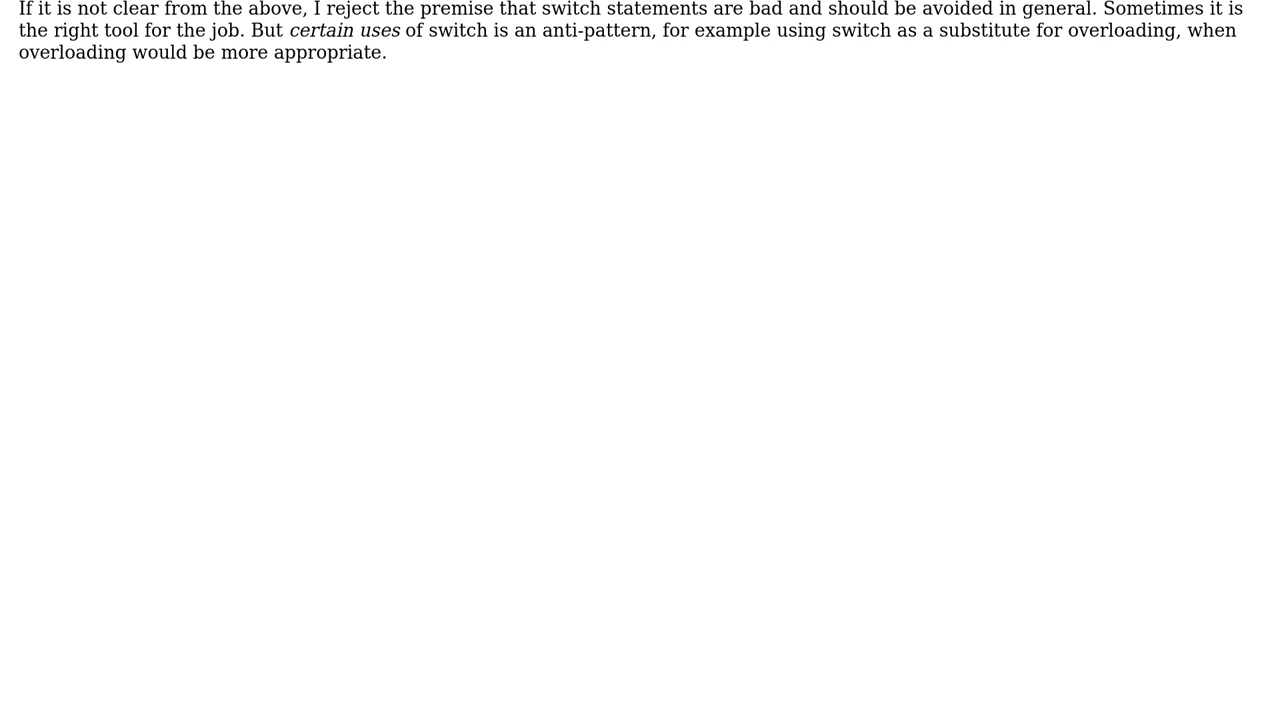 If it is not clear from the above, I reject the premise that switch statements are bad and should be avoided in general. Sometimes it is
the right tool for the job. But certain uses of switch is an anti-pattern, for example using switch as a substitute for overloading, when
overloading would be more appropriate.